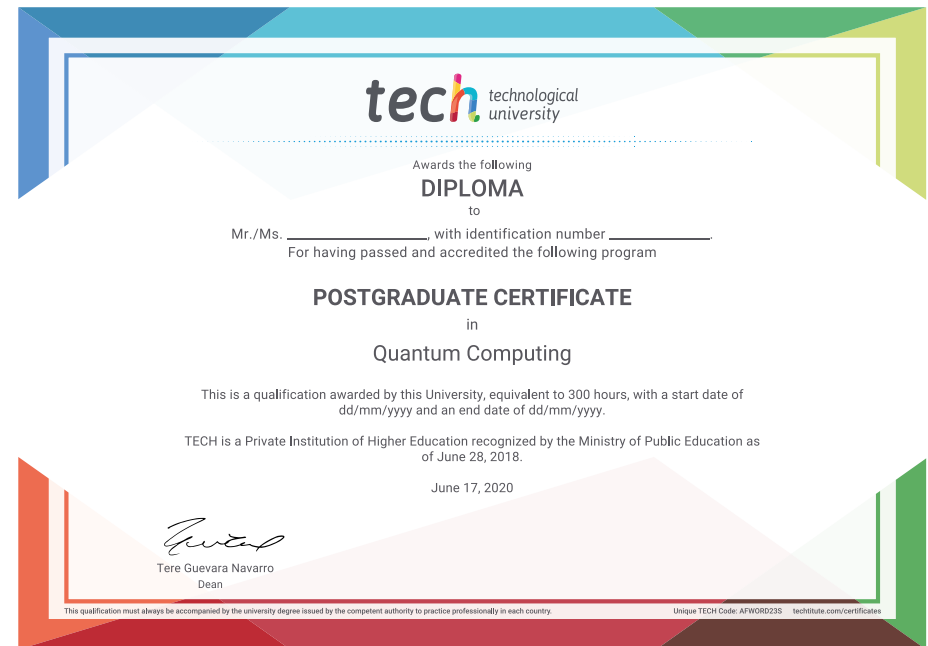 tech technological
university
Awards the following
DIPLOMA
to
Mr./Ms. ____________________, with identification number ______________.
For having passed and accredited the following program
POSTGRADUATE CERTIFICATE
in
Quantum Computing
This is a qualification awarded by this University, equivalent to 300 hours, with a start date of
dd/mm/yyyy and an end date of dd/mm/yyyy.
TECH is a Private Institution of Higher Education recognized by the Ministry of Public Education as
of June 28, 2018.
June 17, 2020
Tere Guevara Navarro
Dean
This qualification must always be accompanied by the university degree issued by the competent authority to practice professionally in each country.
Unique TECH Code: AFWORD23S techtitute.com/certificates